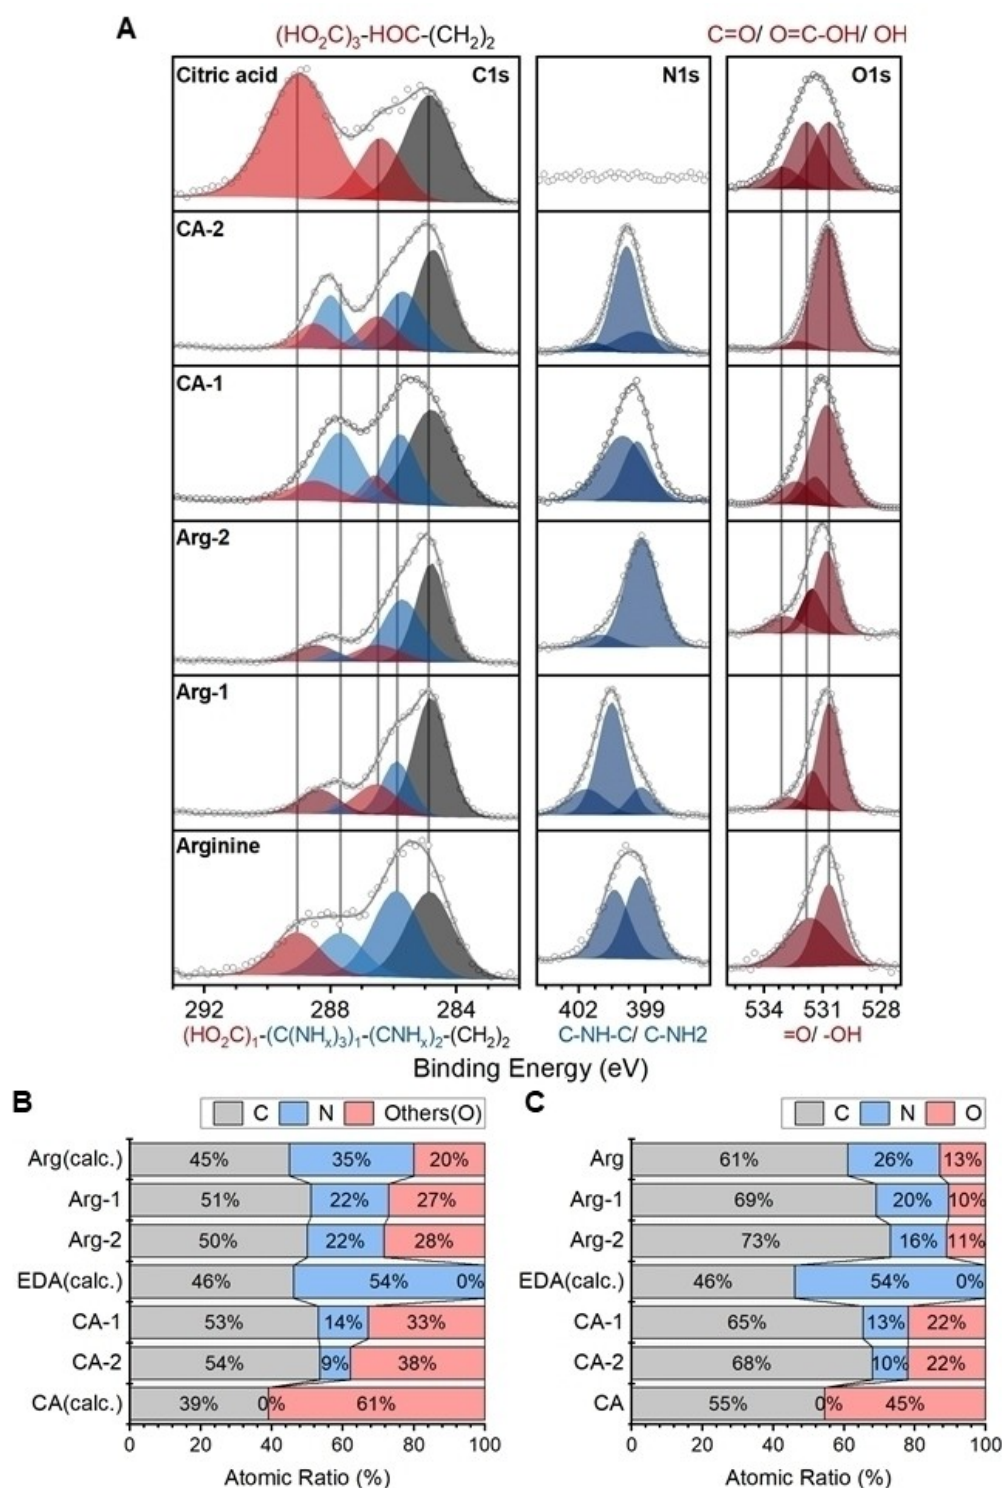 A
(HO2C)3-HOC-(CH2)2
C=O/ O=C-OH/ OH
Citric acid C1s N1s O1s
CA-2
CA-1
Arg-2
Arg-1
Arginine
292 288 284 402 399 534 531 528
(HO2C)1-(C(NHx)3)1-(CNHx)2-(CH2)2 C-NH-C/ C-NH2 =O/ -OH
Binding Energy (eV)
B
C N Others(O)
Arg(calc.) 45% 35% 20%
Arg-1 51% 22% 27%
Arg-2 50% 22% 28%
EDA(calc.) 46% 54% 0%
CA-1 53% 14% 33%
CA-2 54% 9% 38%
CA(calc.) 39% 0% 61%
0 20 40 60 80 100
Atomic Ratio (%)
C
C N O
Arg 61% 26% 13%
Arg-1 69% 20% 10%
Arg-2 73% 16% 11%
EDA(calc.) 46% 54% 0%
CA-1 65% 13% 22%
CA-2 68% 10% 22%
CA 55% 0% 45%
0 20 40 60 80 100
Atomic Ratio (%)